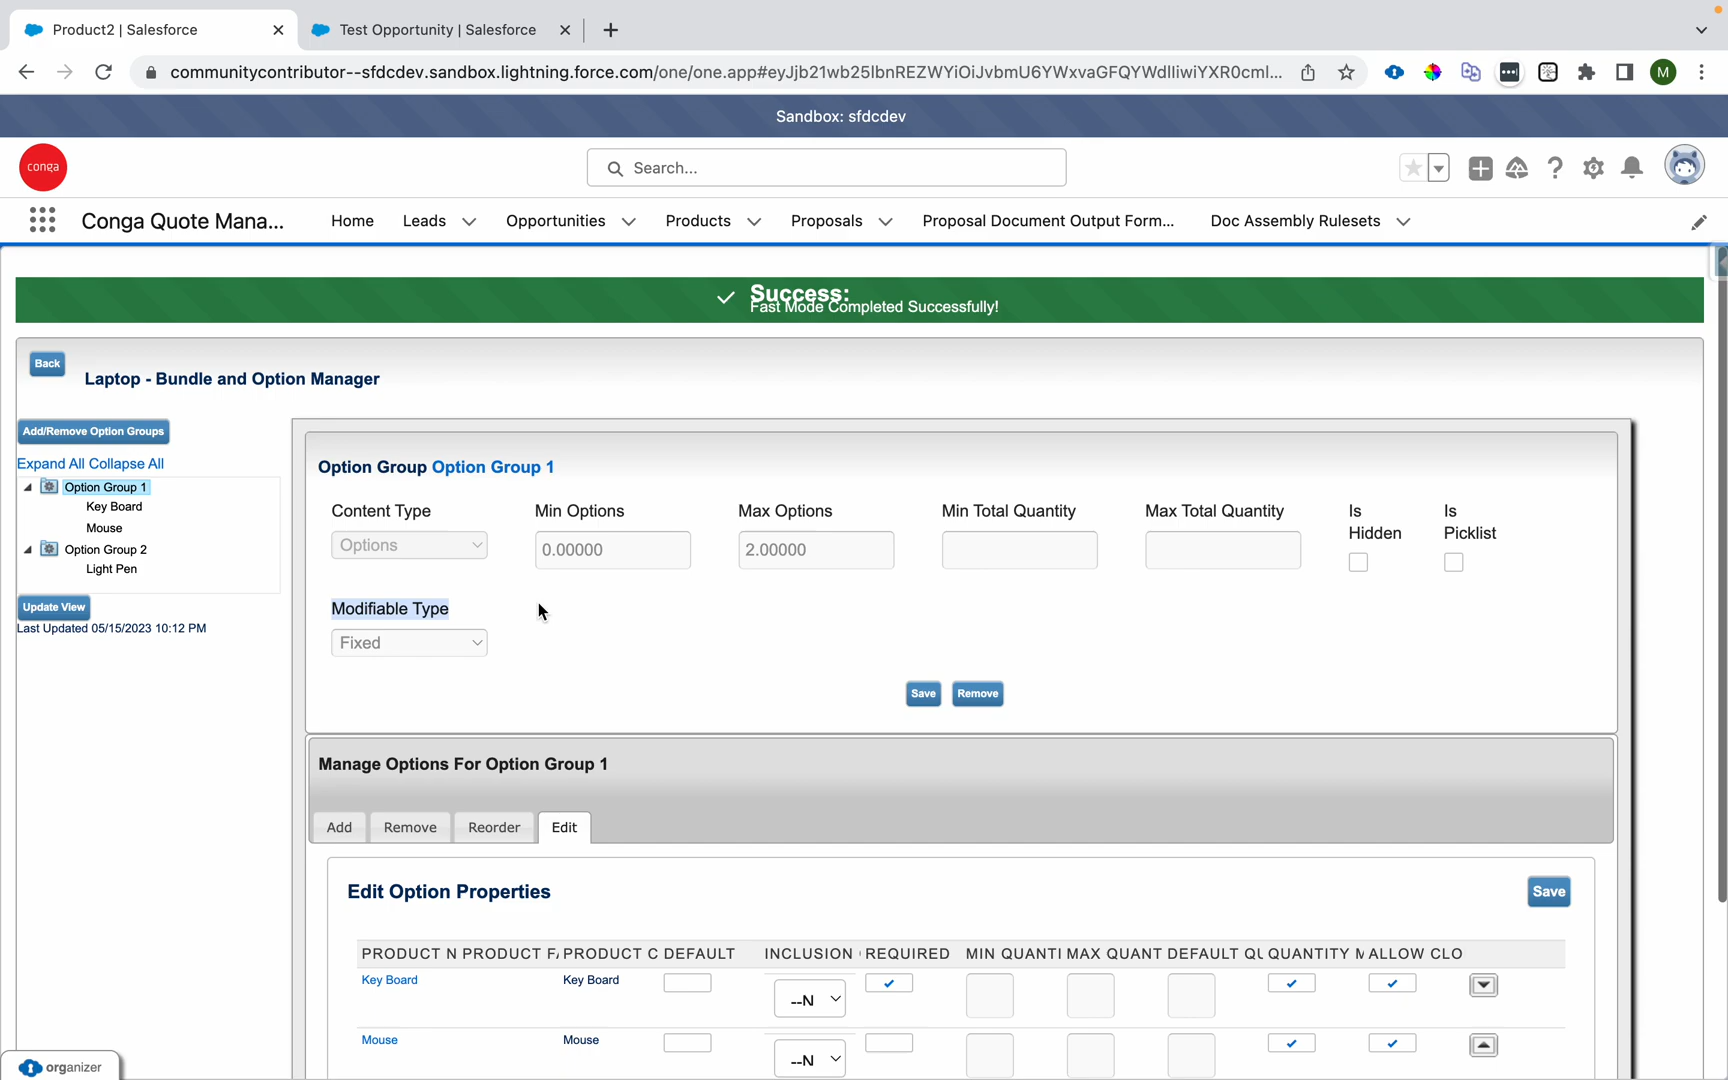 Product2 | Salesforce
Test Opportunity | Salesforce
communitycontributor--sfdcdev.sandbox.lightning.force.com/one/one.app#eyJjb21wb25lbnREZWYiOiJvbmU6YWxvaGFQYWdlIiwiYXR0cml...
M
Sandbox: sfdcdev
conga
Search...
Conga Quote Mana...
Home
Leads
Opportunities
Products
Proposals
Proposal Document Output Form...
Doc Assembly Rulesets
Success:
Fast Mode Completed Successfully!
Back
Laptop - Bundle and Option Manager
Add/Remove Option Groups
Expand All Collapse All
Option Group 1
Key Board
Mouse
Option Group 2
Light Pen
Update View
Last Updated 05/15/2023 10:12 PM
Option Group Option Group 1
Content Type
Options
Min Options
0.00000
Max Options
2.00000
Min Total Quantity
Max Total Quantity
Is
Hidden
Is
Picklist
Modifiable Type
Fixed
Save
Remove
Manage Options For Option Group 1
Add
Remove
Reorder
Edit
Edit Option Properties
Save
PRODUCT N PRODUCT F PRODUCT C DEFAULT INCLUSION REQUIRED MIN QUANTI MAX QUANT DEFAULT QU QUANTITY M ALLOW CLO
Key Board Key Board --N
Mouse Mouse --N
organizer